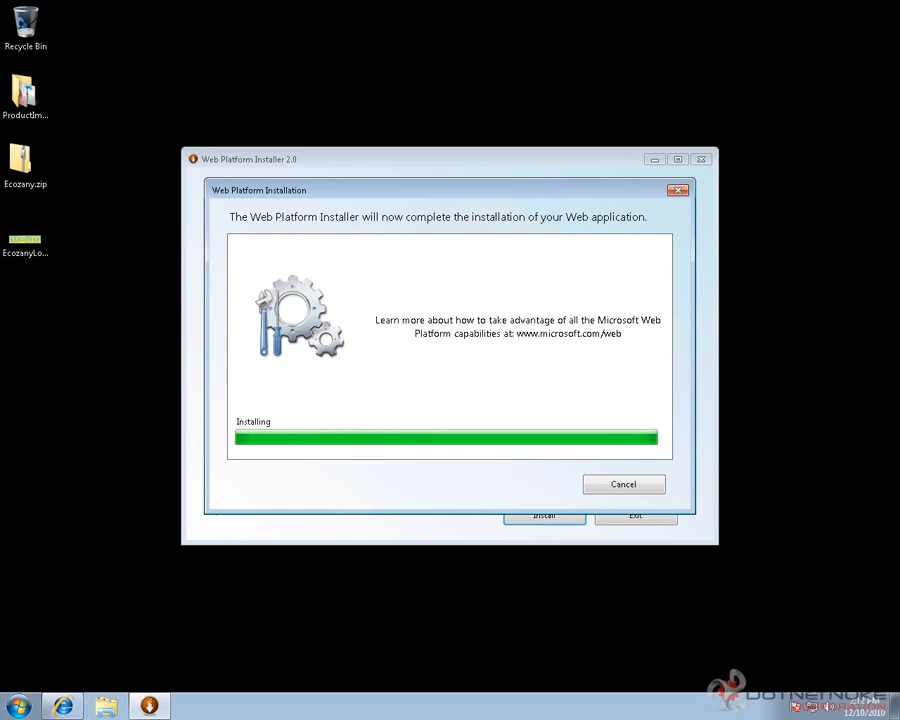 Recycle Bin
ProductIm...
Ecozany.zip
EcozanyLo...
Web Platform Installer 2.0
Web Platform Installation
The Web Platform Installer will now complete the installation of your Web application.
Learn more about how to take advantage of all the Microsoft Web
Platform capabilities at: www.microsoft.com/web
Installing
Cancel
Install
Exit
DOTNETNUKE
CORPORATION
12/10/2010